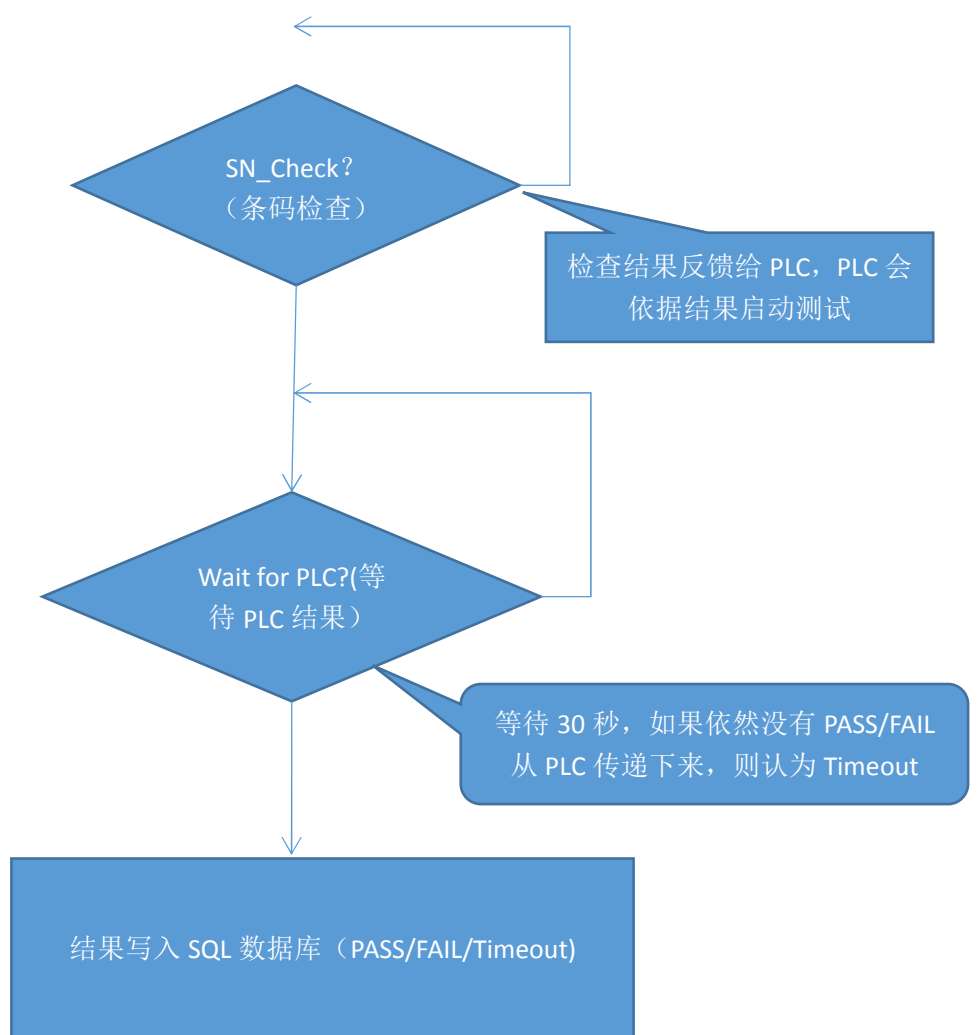 SN_Check？
（条码检查）
检查结果反馈给 PLC，PLC 会
依据结果启动测试
Wait for PLC?(等
待 PLC 结果）
等待 30 秒，如果依然没有 PASS/FAIL
从 PLC 传递下来，则认为 Timeout
结果写入 SQL 数据库（PASS/FAIL/Timeout)